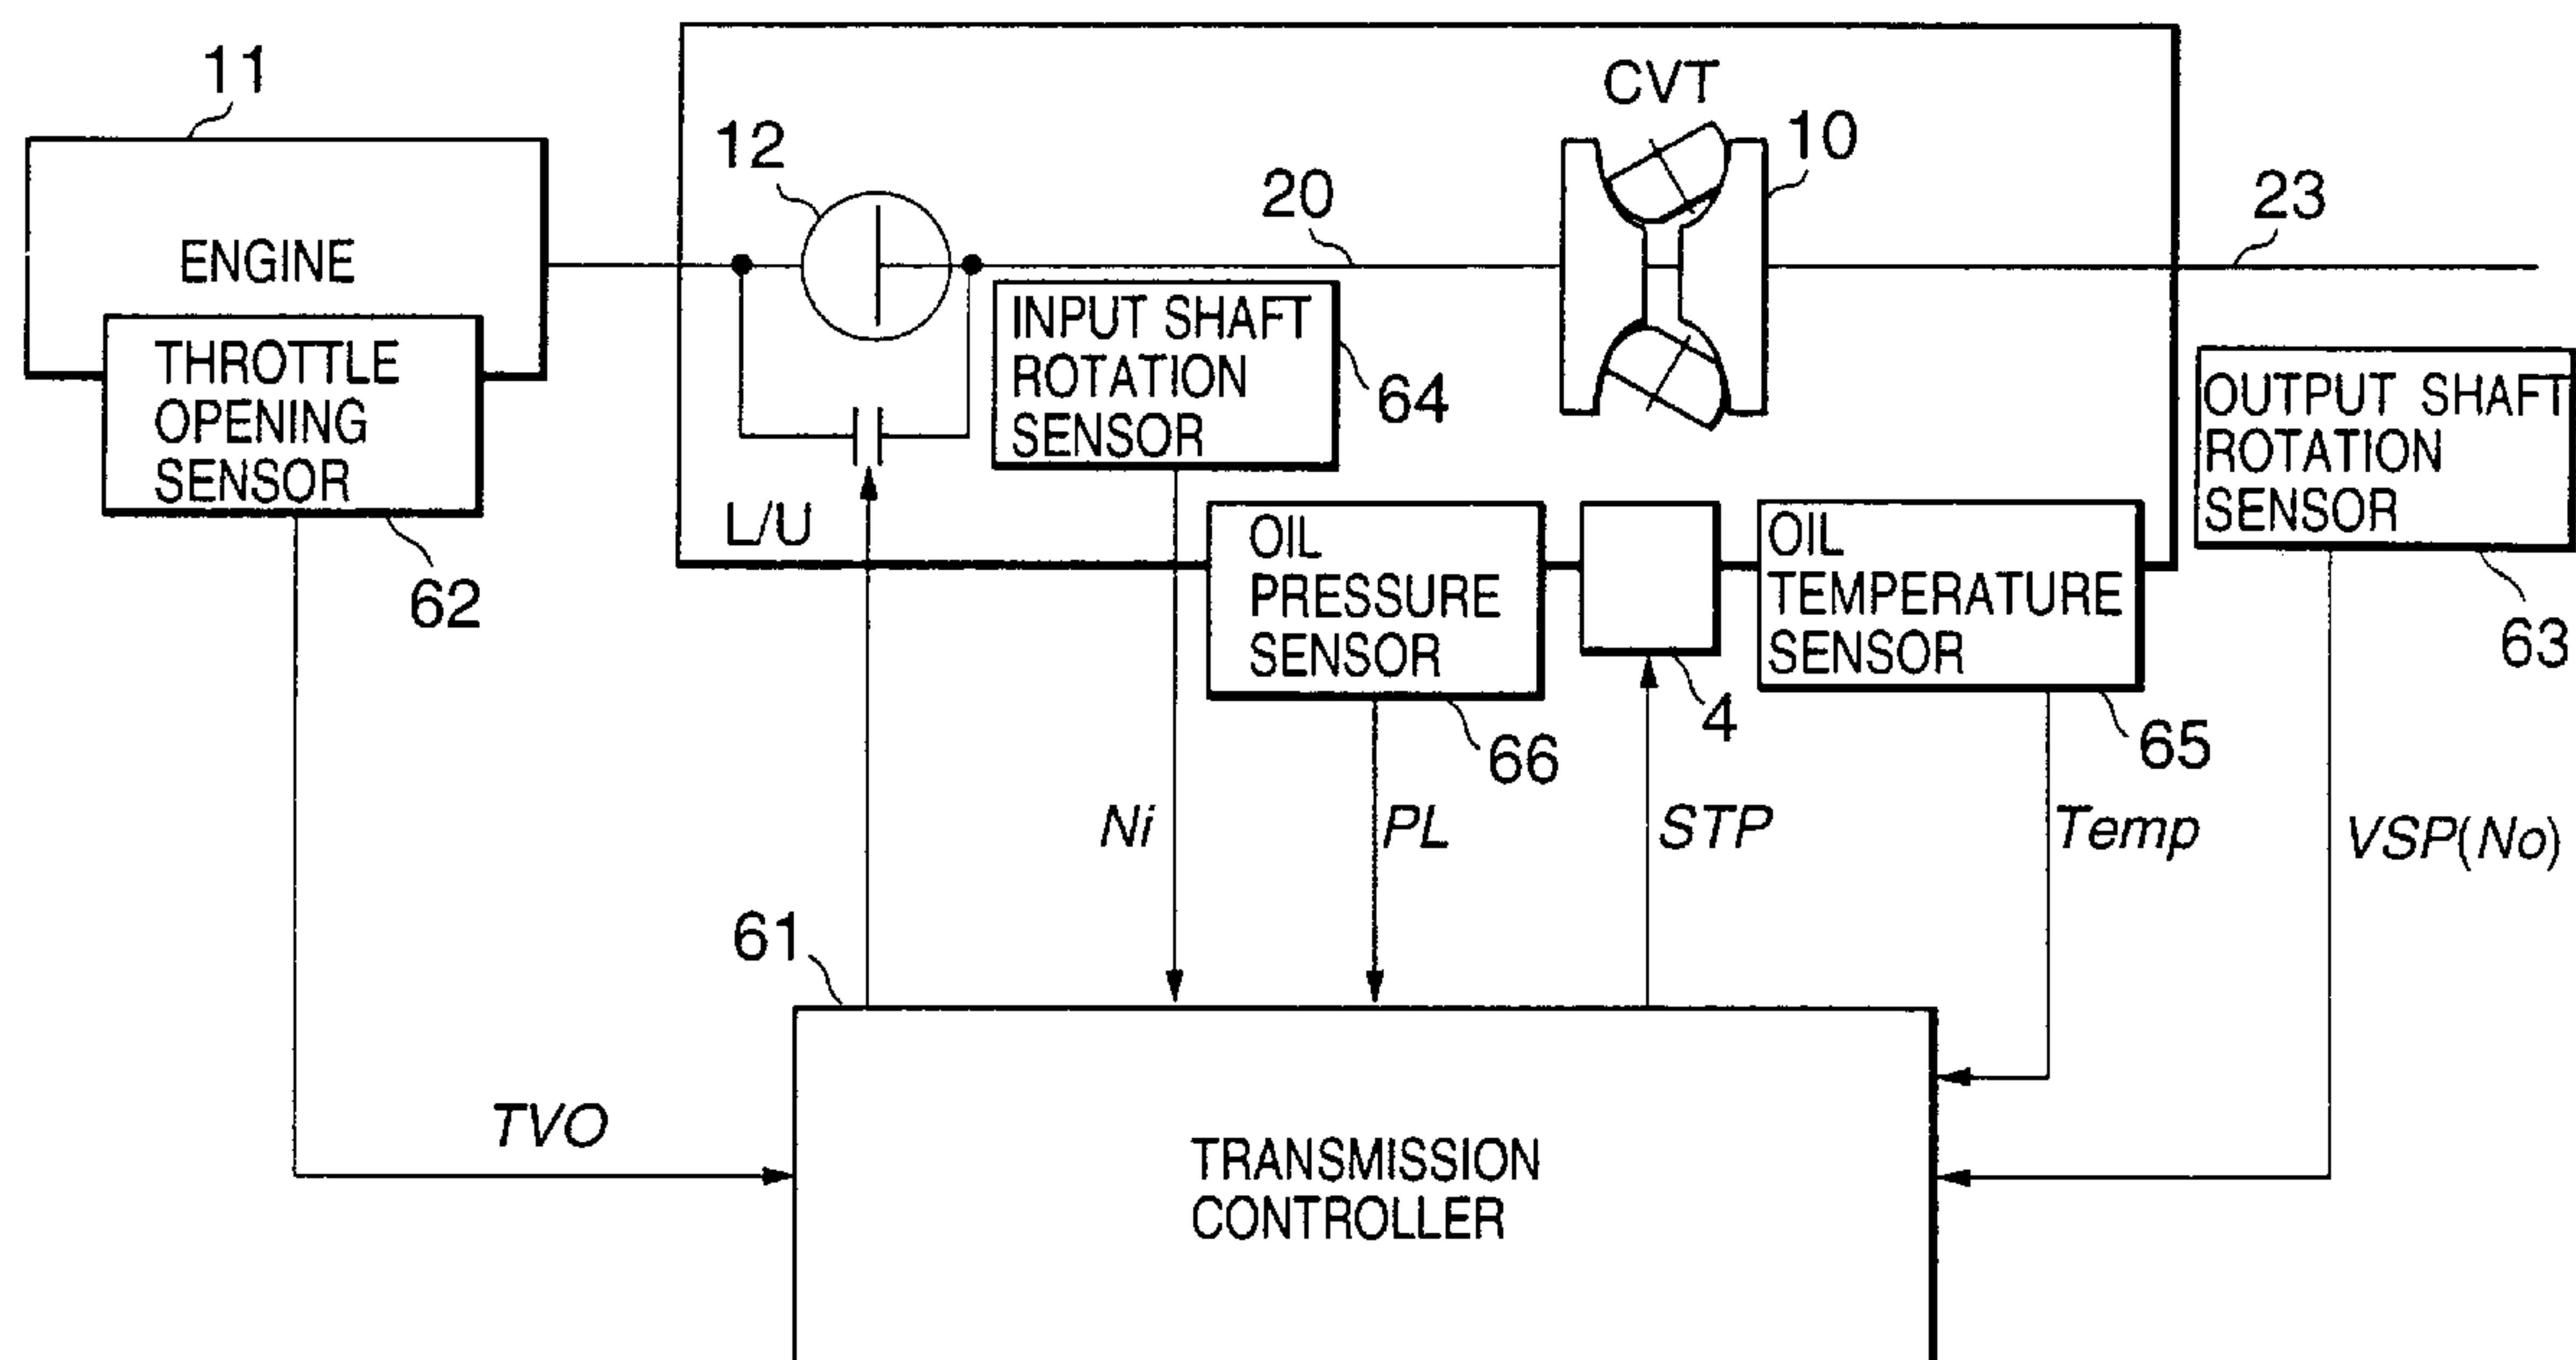 11
ENGINE
THROTTLE
OPENING
SENSOR
62
12
L/U
20
INPUT SHAFT
ROTATION
SENSOR
64
CVT
10
23
OUTPUT SHAFT
ROTATION
SENSOR
63
OIL
PRESSURE
SENSOR
66
4
OIL
TEMPERATURE
SENSOR
65
Ni
PL
STP
Temp
VSP(No)
TVO
61
TRANSMISSION
CONTROLLER